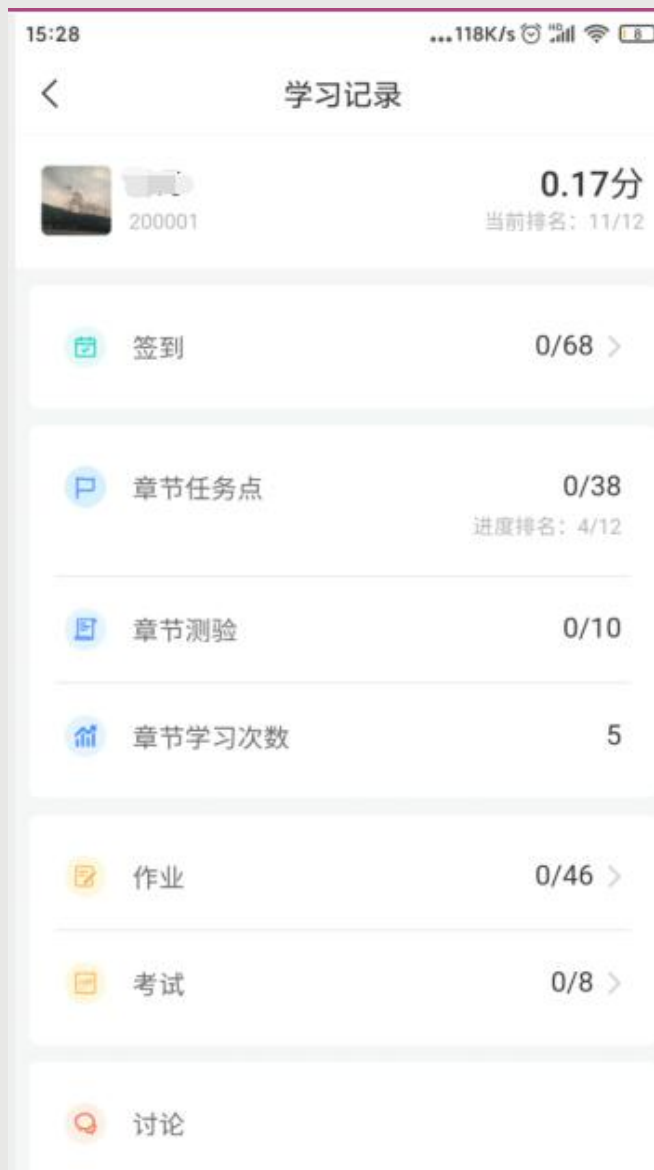 15:28
...118K/s HD 8
学习记录
0.17分
200001
当前排名：11/12
签到
0/68
章节任务点
0/38
进度排名：4/12
章节测验
0/10
章节学习次数
5
作业
0/46
考试
0/8
讨论